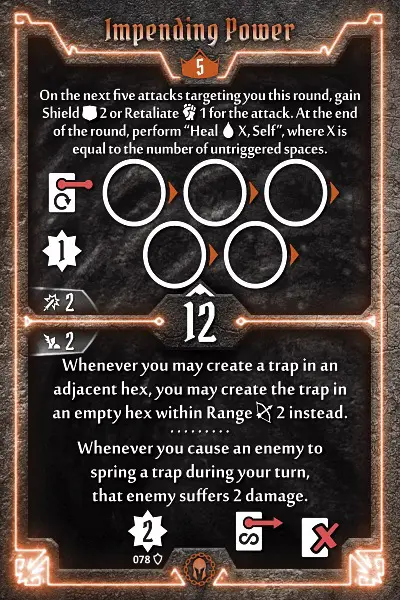 Impending Power
5
On the next five attacks targeting you this round, gain
Shield 2 or Retaliate 1 for the attack. At the end
of the round, perform “Heal X, Self”, where X is
equal to the number of untriggered spaces.
1
2
12
2
Whenever you may create a trap in an
adjacent hex, you may create the trap in
an empty hex within Range 2 instead.
Whenever you cause an enemy to
spring a trap during your turn,
that enemy suffers 2 damage.
2
S
078